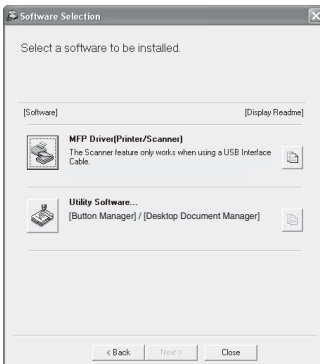 Software Selection
Select a software to be installed.
[Software] [Display Readme]
MFP Driver(Printer/Scanner)
The Scanner feature only works when using a USB Interface
Cable.
Utility Software...
[Button Manager] / [Desktop Document Manager]
< Back Next > Close